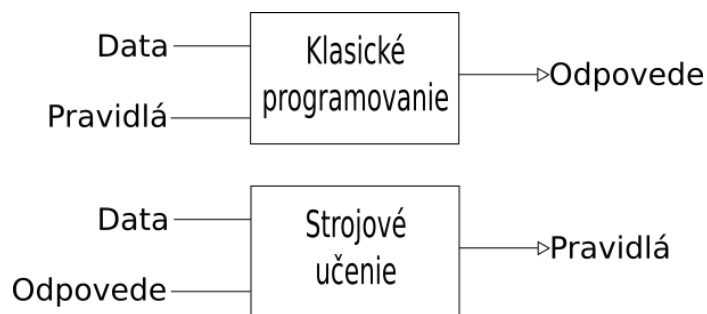 Data
Pravidlá
Klasické
programovanie
Odpovede
Data
Odpovede
Strojové
učenie
Pravidlá